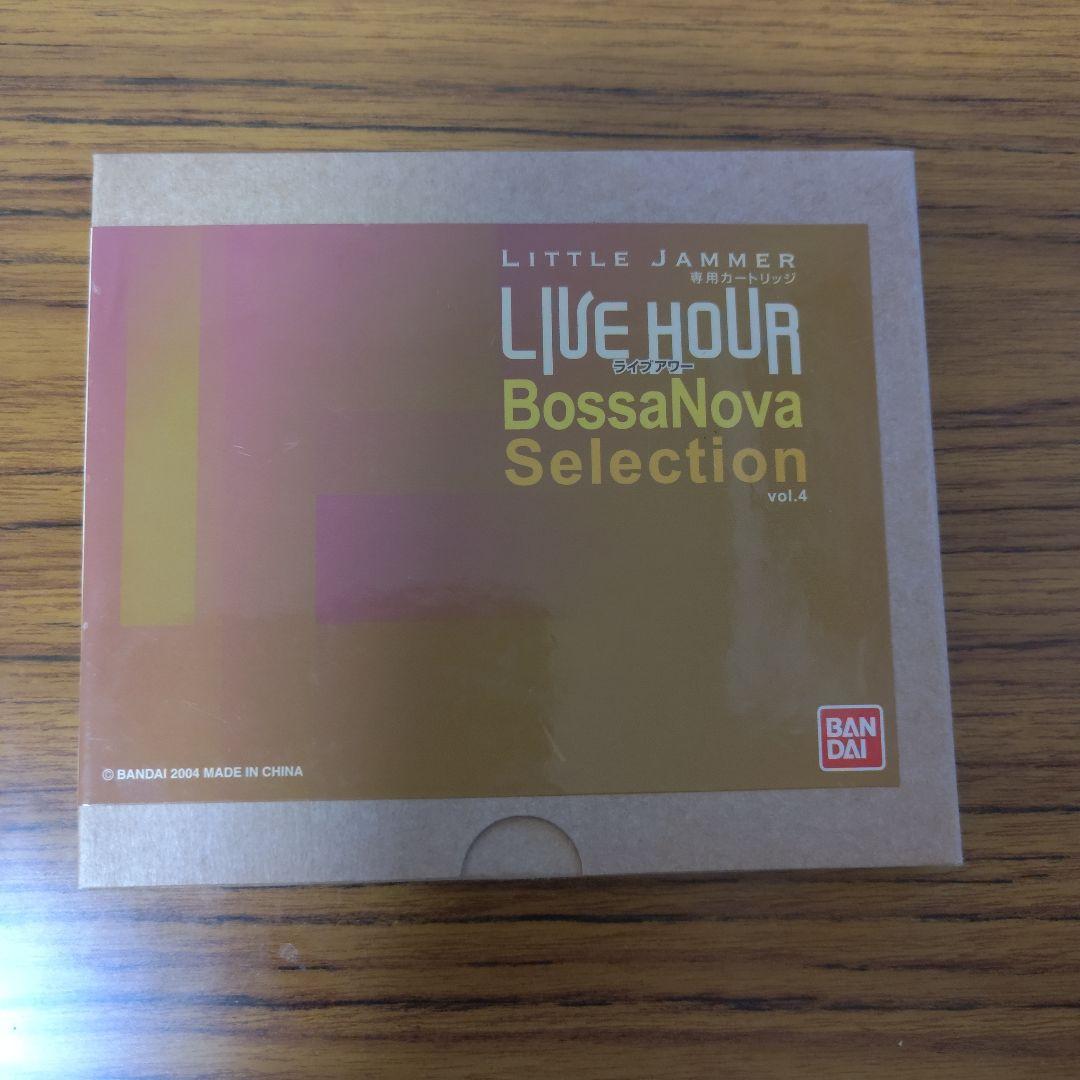 LITTLE JAMMER
専用カートリッジ
LIVE HOUR
ライブアワー
BossaNova
Selection
vol.4
BAN
DAI
© BANDAI 2004 MADE IN CHINA